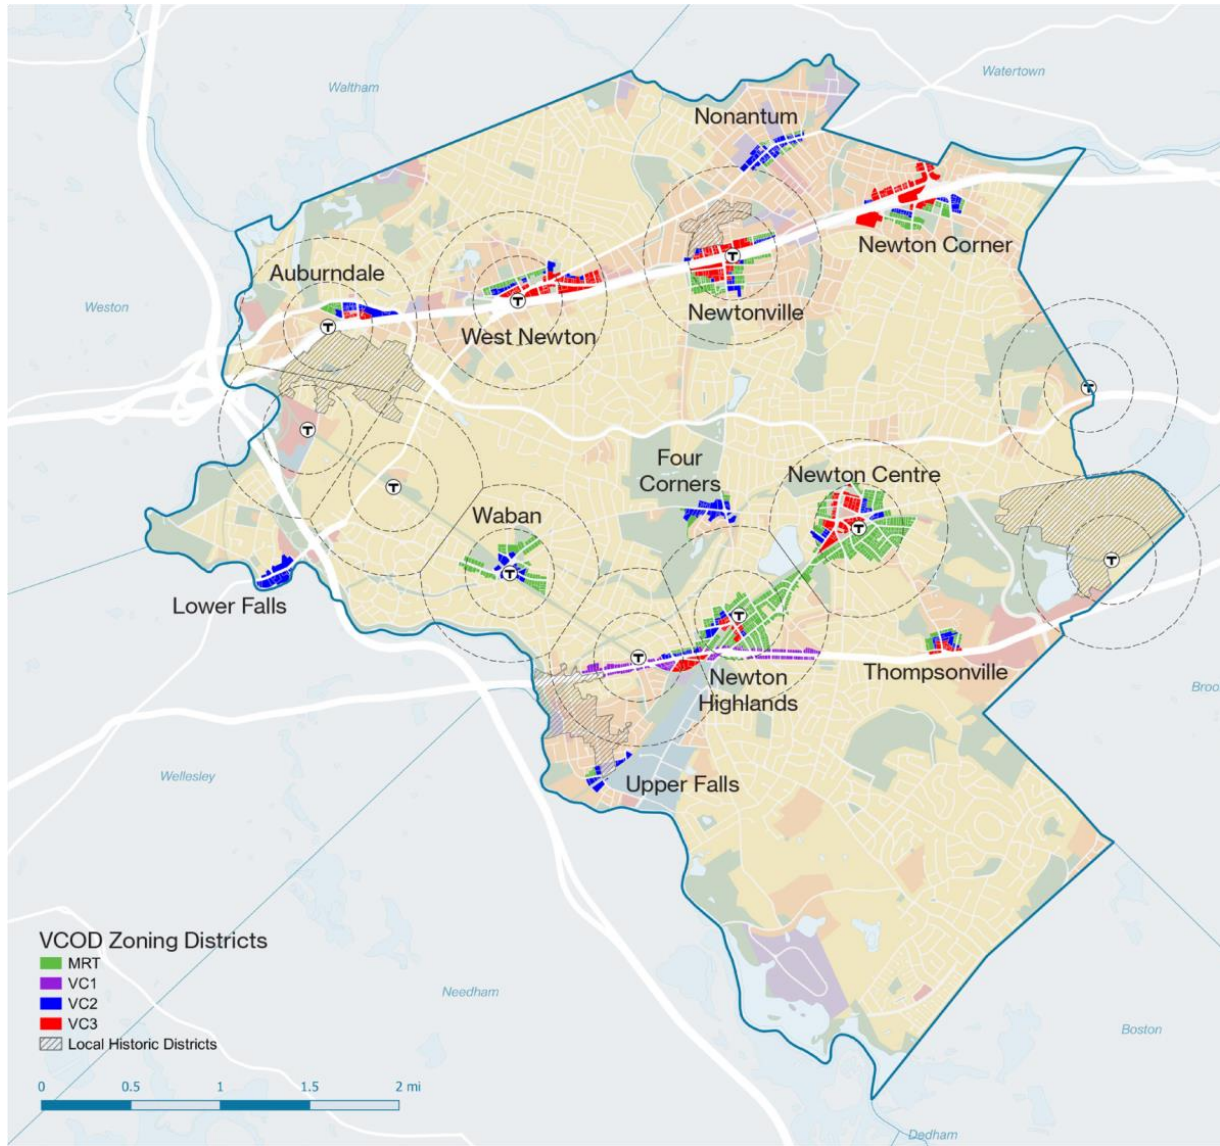 Watertown
Waltham
Nonantum
Newton Corner
Auburndale
Weston
Newtonville
West Newton
T
T
T
T
T
Four
Corners
Newton Centre
T
Waban
T
T
T
Lower Falls
T
T
Newton
Highlands
Thompsonville
Broo
Wellesley
Upper Falls
VCOD Zoning Districts
MRT
VC1
VC2
VC3
Local Historic Districts
Needham
Boston
0 0.5 1 1.5 2 mi
Dedham